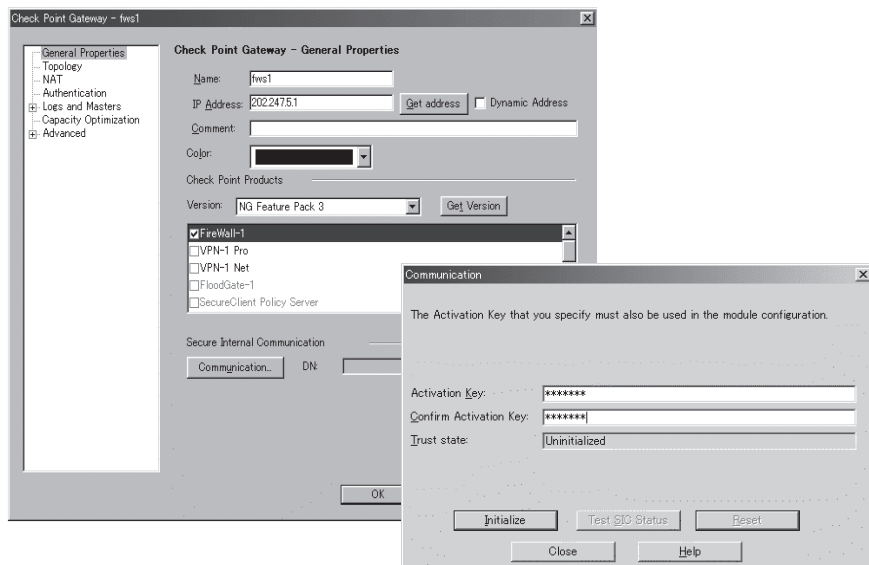 Check Point Gateway - fws1
General Properties
Topology
NAT
Authentication
Logs and Masters
Capacity Optimization
Advanced
Check Point Gateway - General Properties
Name: fws1
IP Address: 202.247.5.1 Get address Dynamic Address
Comment:
Color:
Check Point Products
Version: NG Feature Pack 3 Get Version
FireWall-1
VPN-1 Pro
VPN-1 Net
FloodGate-1
SecureClient Policy Server
Secure Internal Communication
Communication... DN:
OK
Communication
The Activation Key that you specify must also be used in the module configuration.
Activation Key: *******
Confirm Activation Key: *******
Trust state: Uninitialized
Initialize Test SIC Status Reset
Close Help